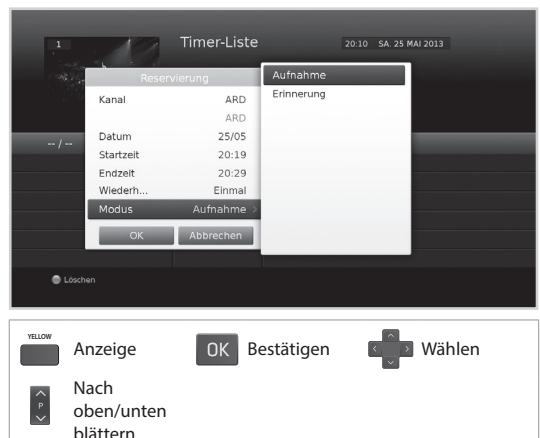 1
Timer-Liste
20:10 SA. 25 MAI 2013
Reservierung
Aufnahme
Erinnerung
Kanal ARD
ARD
Datum 25/05
Startzeit 20:19
Endzeit 20:29
Wiederh... Einmal
Modus Aufnahme
OK Abbrechen
-- / --
Löschen
YELLOW
Anzeige
OK Bestätigen
Wählen
P
Nach
oben/unten
blättern